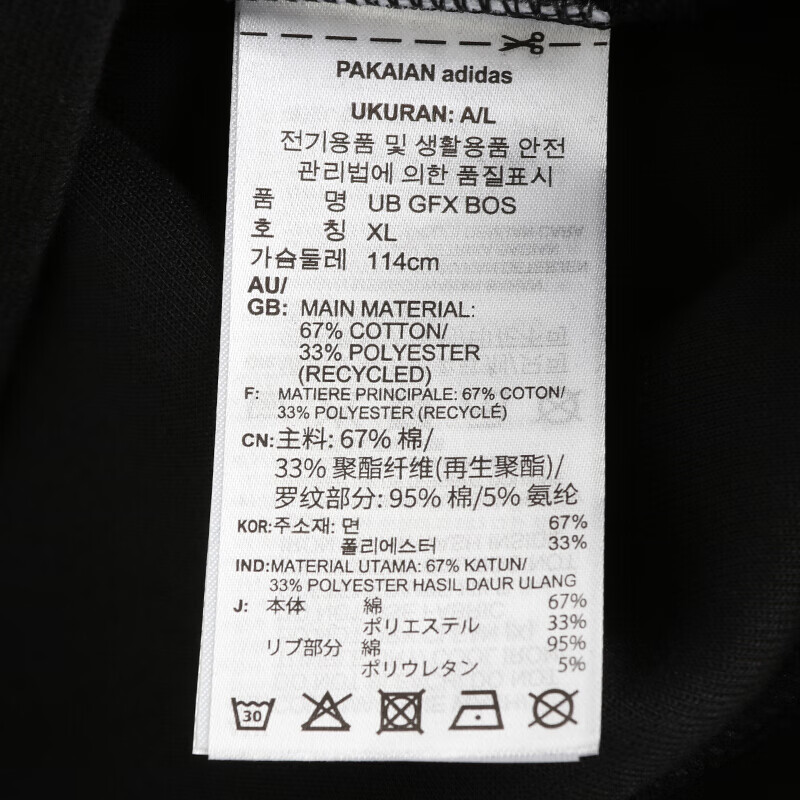 PAKAIAN adidas
UKURAN: A/L
전기용품 및 생활용품 안전
관리법에 의한 품질표시
품 명 UB GFX BOS
호 칭 XL
가슴둘레 114cm
AU/
GB: MAIN MATERIAL:
67% COTTON/
33% POLYESTER
(RECYCLED)
F: MATIERE PRINCIPALE: 67% COTON/
33% POLYESTER (RECYCLÉ)
CN:主料: 67% 棉/
33% 聚酯纤维(再生聚酯)/
罗纹部分: 95% 棉/5% 氨纶
KOR:주소재: 면 67%
폴리에스터 33%
IND:MATERIAL UTAMA: 67% KATUN/
33% POLYESTER HASIL DAUR ULANG
J: 本体 綿 67%
ポリエステル 33%
リブ部分 綿 95%
ポリウレタン 5%
30